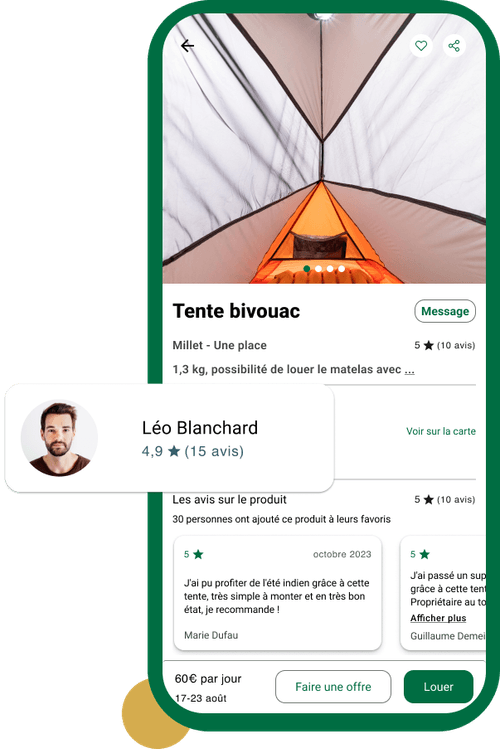 Tente bivouac
Message
Millet - Une place
5 ★ (10 avis)
1,3 kg, possibilité de louer le matelas avec ...
Léo Blanchard
4,9 ★ (15 avis)
Voir sur la carte
Les avis sur le produit
5 ★ (10 avis)
30 personnes ont ajouté ce produit à leurs favoris
5 ★
octobre 2023
J'ai pu profiter de l'été indien grâce à cette
tente, très simple à monter et en très bon
état, je recommande !
Marie Dufau
5 ★
J'ai passé un sup
grâce à cette tent
Propriétaire au to
Afficher plus
Guillaume Demei
60€ par jour
17-23 août
Faire une offre
Louer